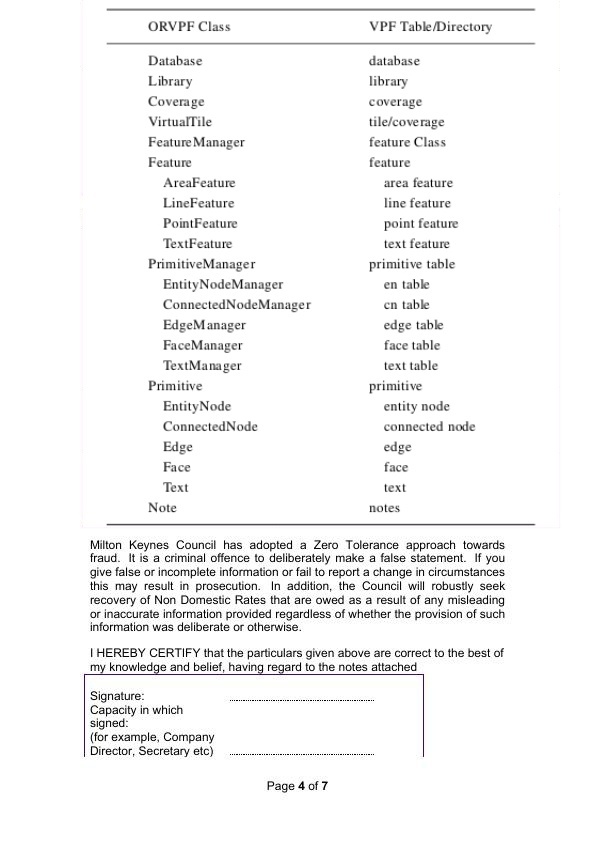 ORVPF Class VPF Table/Directory
Database database
Library library
Coverage coverage
VirtualTile tile/coverage
FeatureManager feature Class
Feature feature
AreaFeature area feature
LineFeature line feature
PointFeature point feature
TextFeature text feature
PrimitiveManager primitive table
EntityNodeManager en table
ConnectedNodeManager cn table
EdgeManager edge table
FaceManager face table
TextManager text table
Primitive primitive
EntityNode entity node
ConnectedNode connected node
Edge edge
Face face
Text text
Note notes
Milton Keynes Council has adopted a Zero Tolerance approach towards
fraud. It is a criminal offence to deliberately make a false statement. If you
give false or incomplete information or fail to report a change in circumstances
this may result in prosecution. In addition, the Council will robustly seek
recovery of Non Domestic Rates that are owed as a result of any misleading
or inaccurate information provided regardless of whether the provision of such
information was deliberate or otherwise.
I HEREBY CERTIFY that the particulars given above are correct to the best of
my knowledge and belief, having regard to the notes attached
Signature:
Capacity in which
signed:
(for example, Company
Director, Secretary etc)
Page 4 of 7